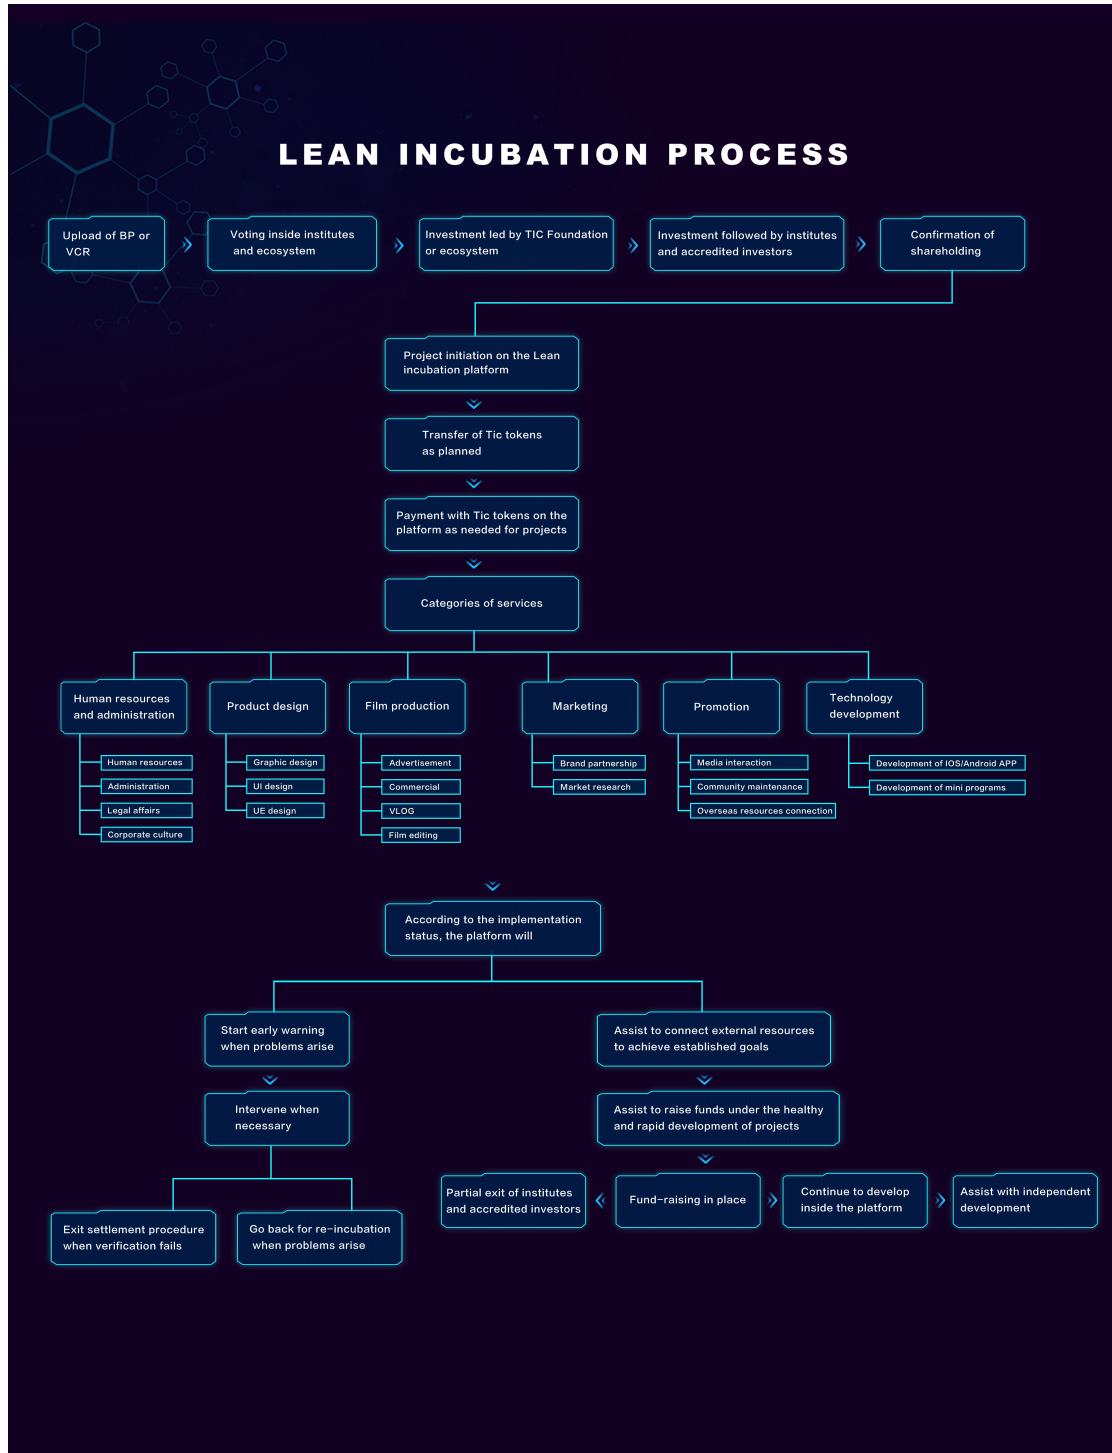 LEAN INCUBATION PROCESS
Upload of BP or
VCR
Voting inside institutes
and ecosystem
Investment led by TIC Foundation
or ecosystem
Investment followed by institutes
and accredited investors
Confirmation of
shareholding
Project initiation on the Lean
incubation platform
Transfer of Tic tokens
as planned
Payment with Tic tokens on the
platform as needed for projects
Categories of services
Human resources
and administration
Human resources
Administration
Legal affairs
Corporate culture
Product design
Graphic design
UI design
UE design
Film production
Advertisement
Commercial
VLOG
Film editing
Marketing
Brand partnership
Market research
Promotion
Media interaction
Community maintenance
Overseas resources connection
Technology
development
Development of IOS/Android APP
Development of mini programs
According to the implementation
status, the platform will
Start early warning
when problems arise
Intervene when
necessary
Exit settlement procedure
when verification fails
Go back for re-incubation
when problems arise
Assist to connect external resources
to achieve established goals
Assist to raise funds under the healthy
and rapid development of projects
Partial exit of institutes
and accredited investors
Fund-raising in place
Continue to develop
inside the platform
Assist with independent
development